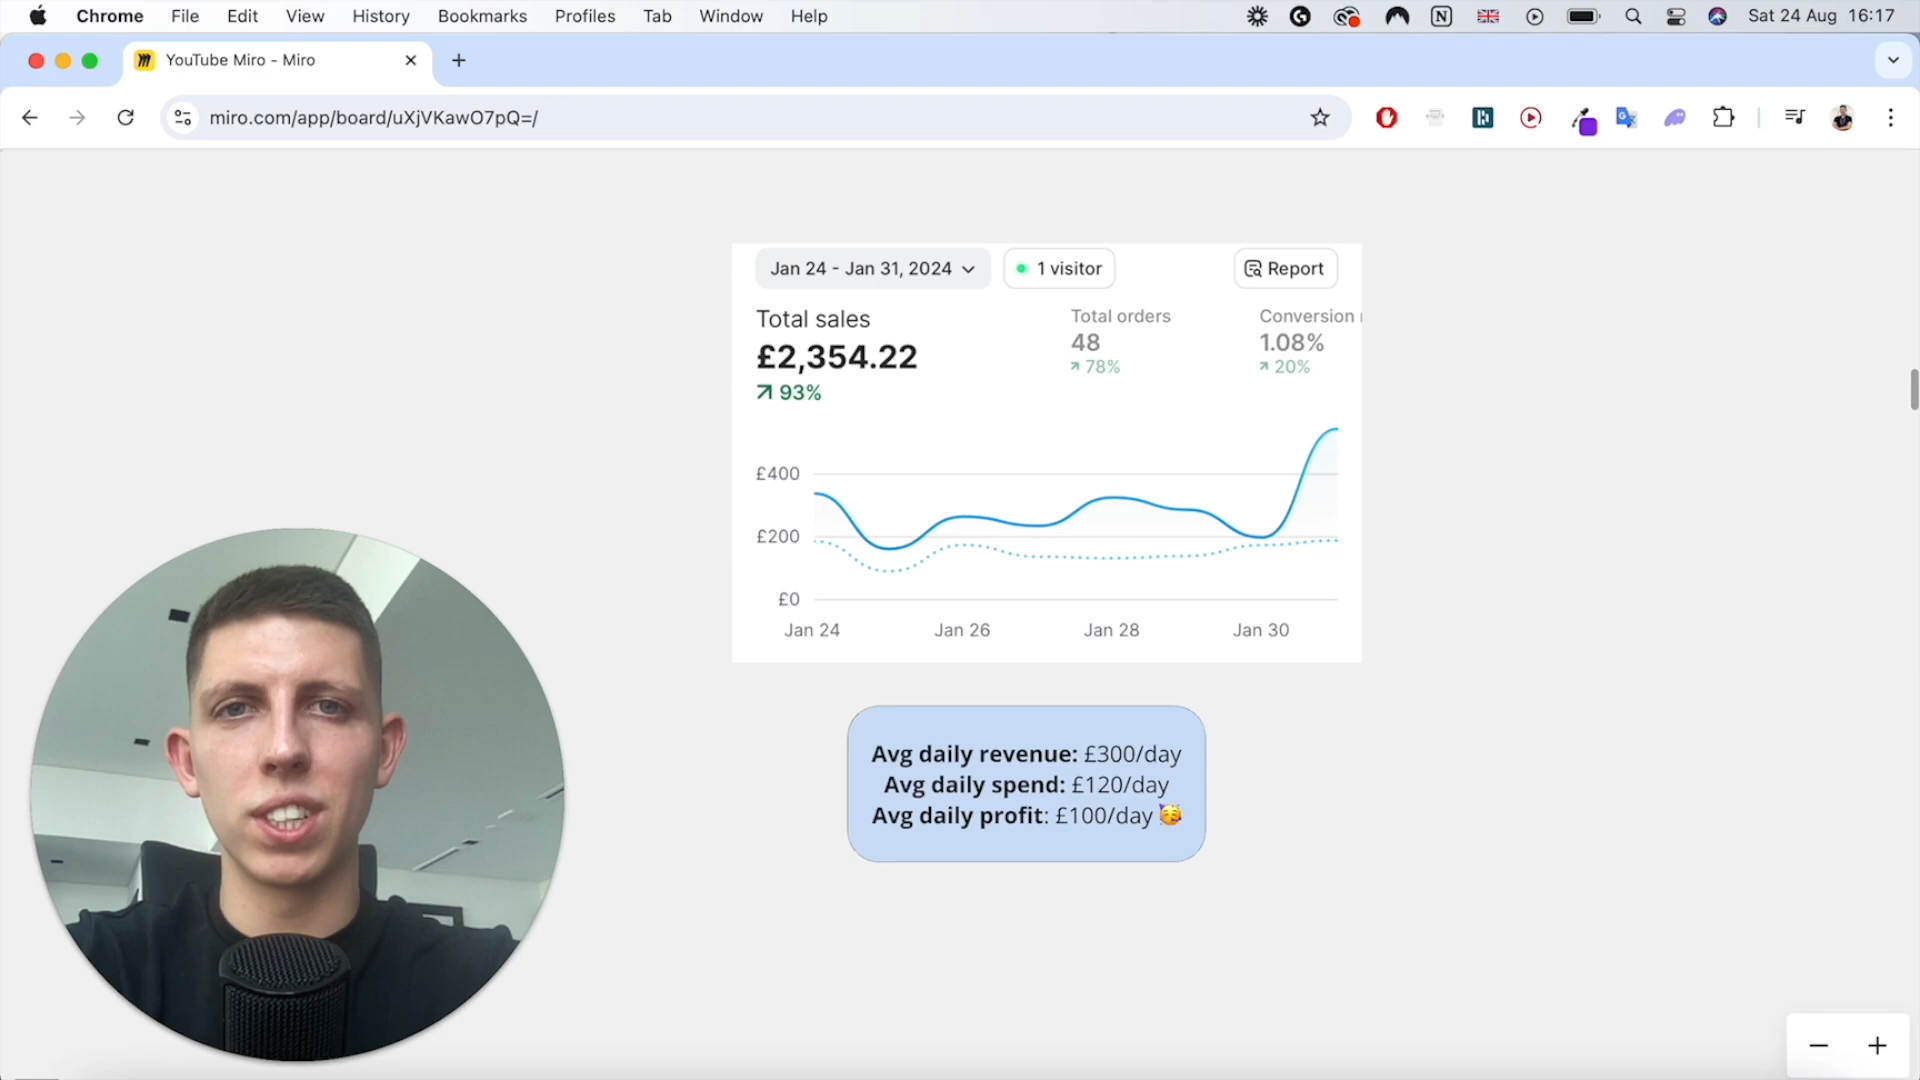 Chrome File Edit View History Bookmarks Profiles Tab Window Help Sat 24 Aug 16:17
YouTube Miro - Miro
miro.com/app/board/uXjVKawO7pQ=/
Jan 24 - Jan 31, 2024 1 visitor Report
Total sales Total orders Conversion
£2,354.22 48 1.08%
93% 78% 20%
£400
£200
£0
Jan 24 Jan 26 Jan 28 Jan 30
Avg daily revenue: £300/day
Avg daily spend: £120/day
Avg daily profit: £100/day 🥳